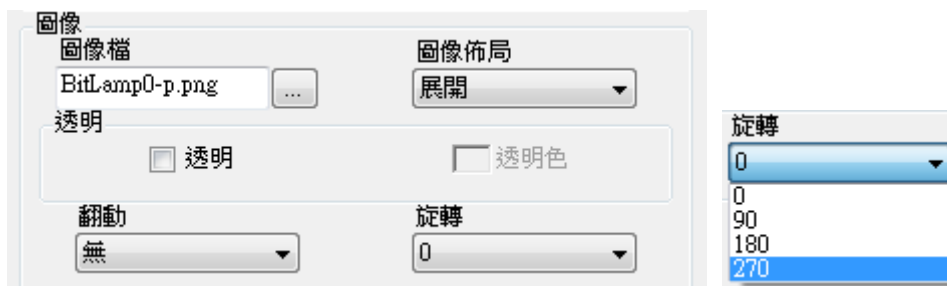 圖像
圖像檔 圖像佈局
BitLamp0-p.png ... 展開
透明
透明 透明色
翻動 旋轉
無 0
旋轉
0
0
90
180
270